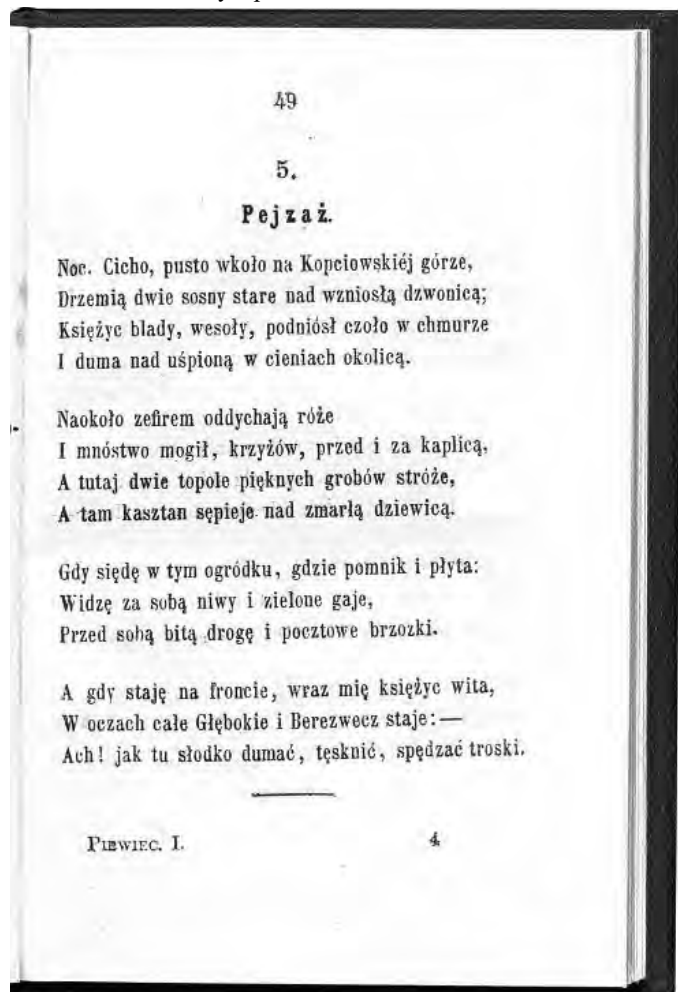 49
5.
Pejzaż.
Noc. Cicho, pusto wkoło na Kopciowskiéj górze,
Drzemią dwie sosny stare nad wzniosłą dzwonicą;
Księżyc blady, wesoły, podniósł czoło w chmurze
I duma nad uśpioną w cieniach okolicą.
Naokoło zefirem oddychają róże
I mnóstwo mogił, krzyżów, przed i za kaplicą,
A tutaj dwie topole pięknych grobów stróże,
A tam kasztan sępieje nad zmarłą dziewicą.
Gdy siędę w tym ogródku, gdzie pomnik i płyta:
Widzę za sobą niwy i zielone gaje,
Przed sobą bitą drogę i pocztowe brzozki.
A gdy staję na froncie, wraz mię księżyc wita,
W oczach całe Głębokie i Berezwecz staje: —
Ach! jak tu słodko dumać, tęsknić, spędzać troski.
PIEWIEC. I.
4